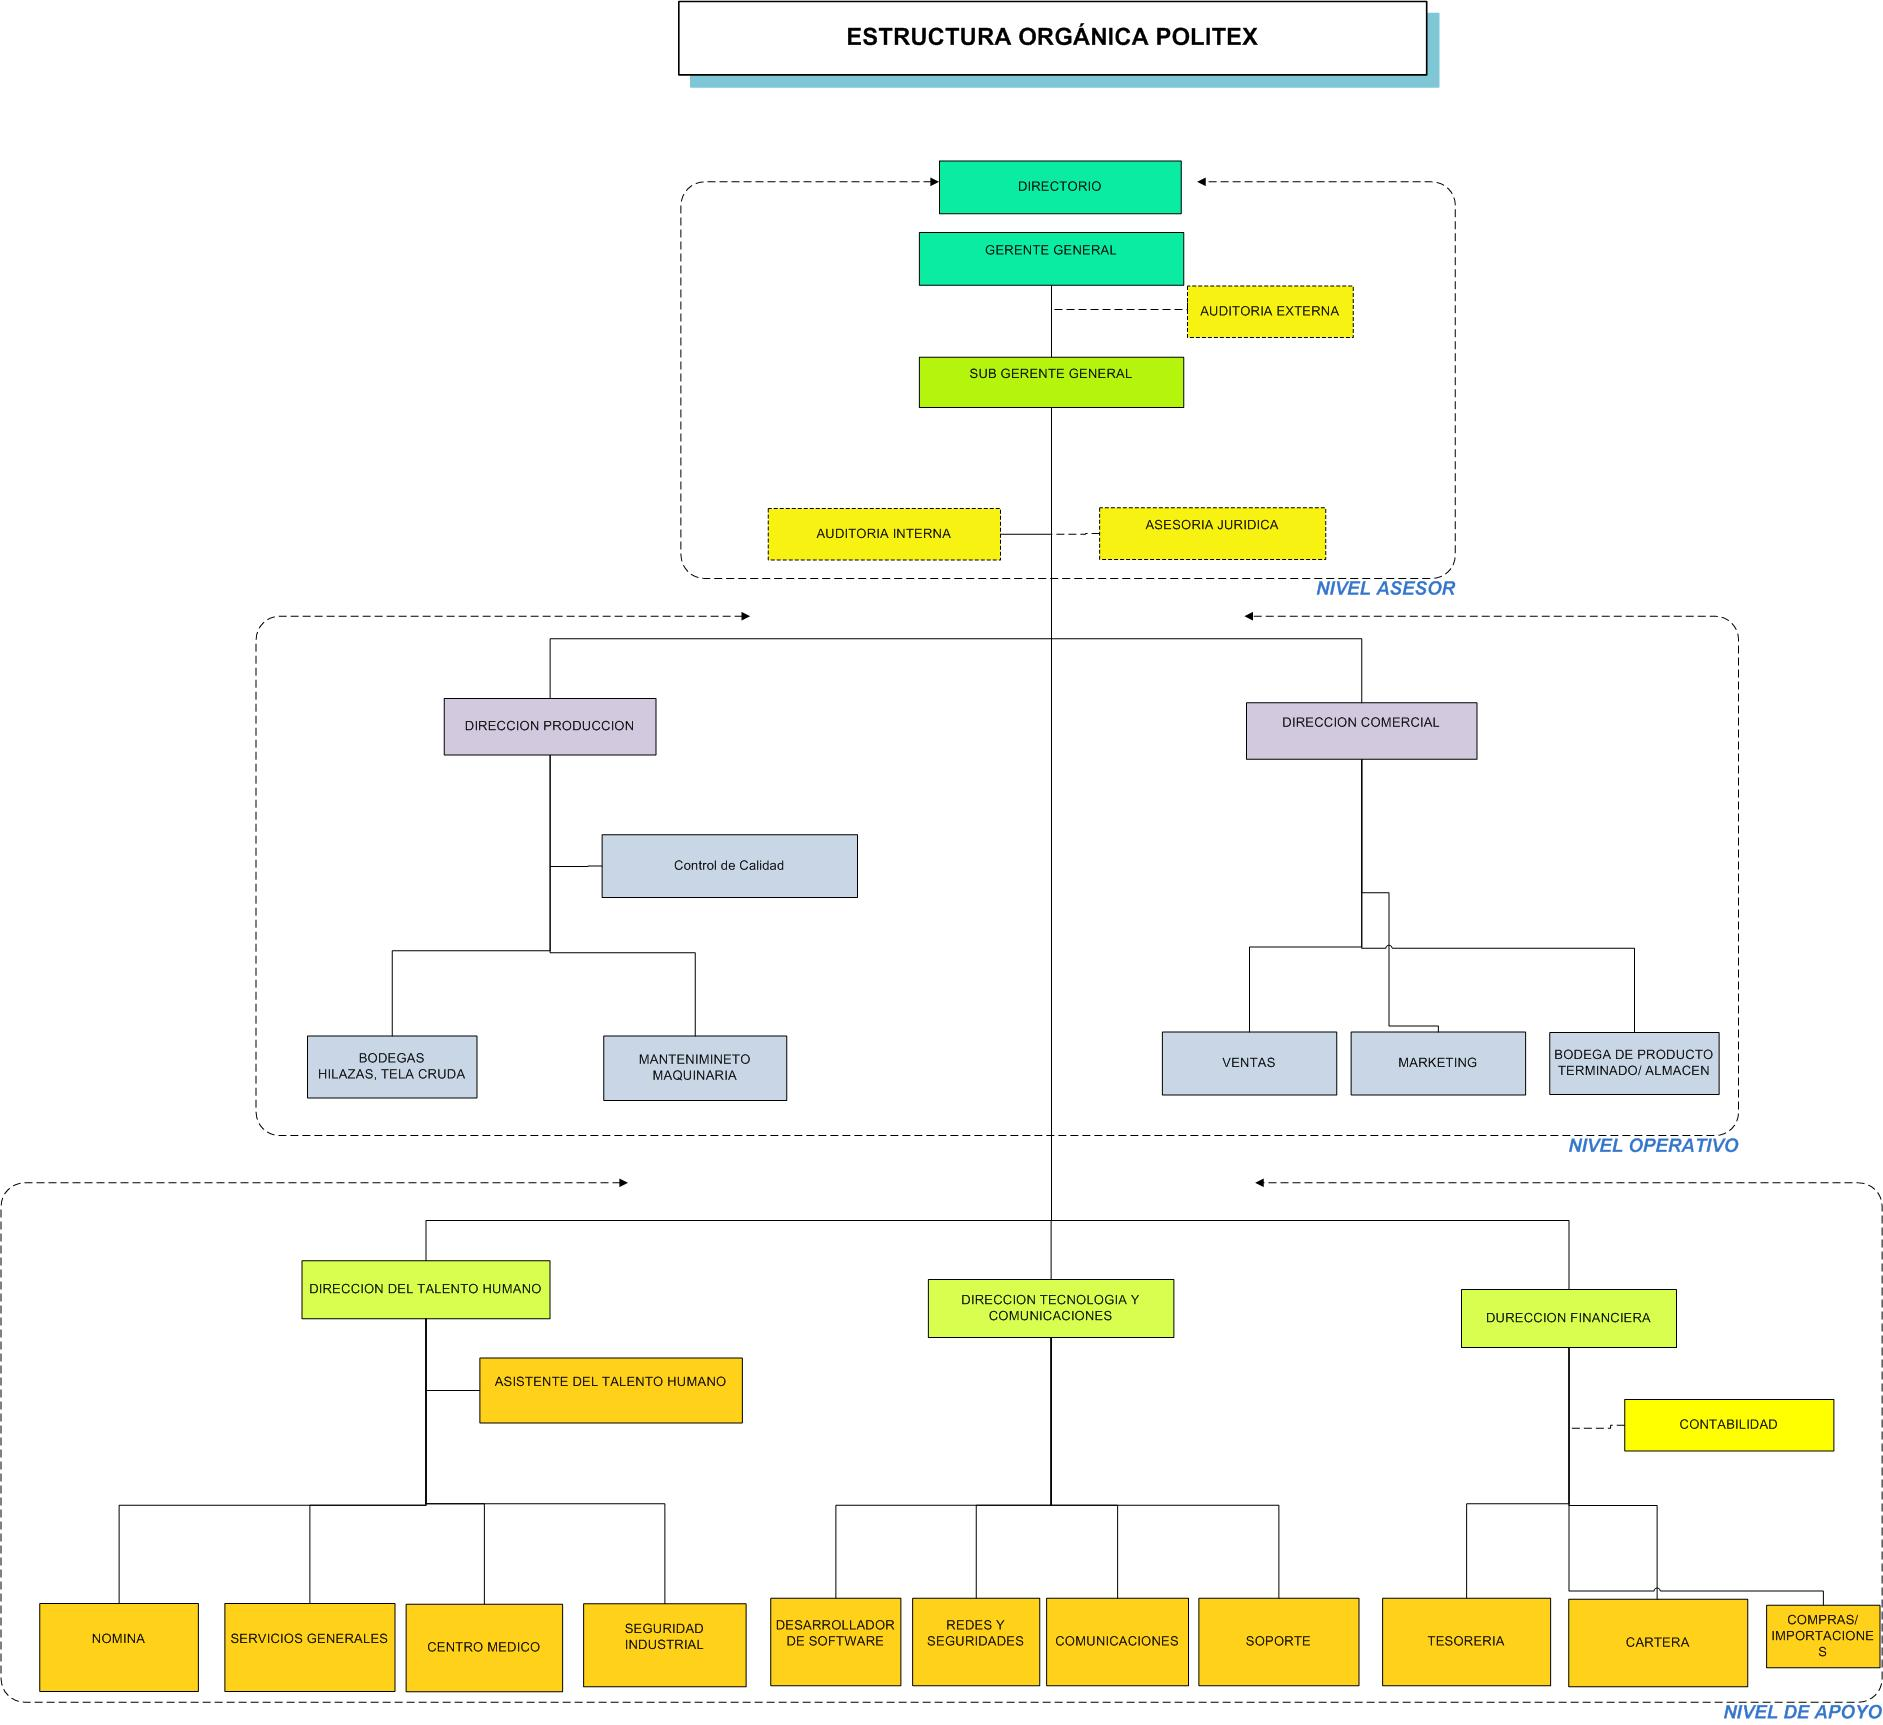 ESTRUCTURA ORGÁNICA POLITEX
DIRECTORIO
GERENTE GENERAL
AUDITORIA EXTERNA
SUB GERENTE GENERAL
AUDITORIA INTERNA
ASESORIA JURIDICA
NIVEL ASESOR
DIRECCION PRODUCCION
DIRECCION COMERCIAL
Control de Calidad
BODEGAS
HILAZAS, TELA CRUDA
MANTENIMINETO
MAQUINARIA
VENTAS
MARKETING
BODEGA DE PRODUCTO
TERMINADO/ ALMACEN
NIVEL OPERATIVO
DIRECCION DEL TALENTO HUMANO
DIRECCION TECNOLOGIA Y
COMUNICACIONES
DURECCION FINANCIERA
ASISTENTE DEL TALENTO HUMANO
CONTABILIDAD
NOMINA
SERVICIOS GENERALES
CENTRO MEDICO
SEGURIDAD
INDUSTRIAL
DESARROLLADOR
DE SOFTWARE
REDES Y
SEGURIDADES
COMUNICACIONES
SOPORTE
TESORERIA
CARTERA
COMPRAS/
IMPORTACIONE
S
NIVEL DE APOYO